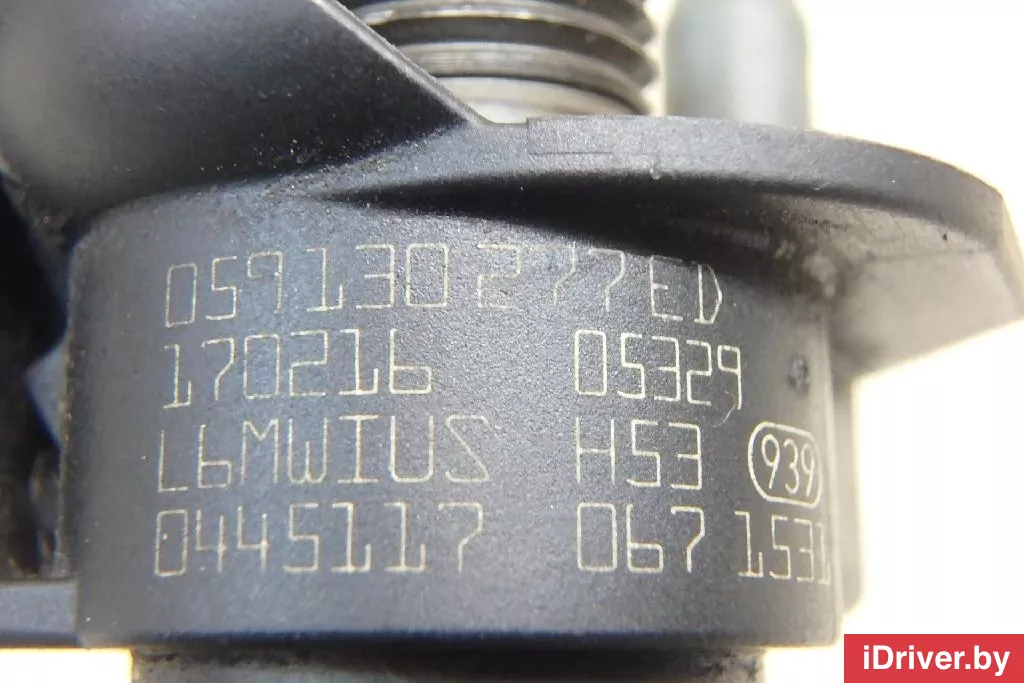 059130277ED
170216 05329
L6MWIUS H53 939
0445117 067 1531
iDriver.by